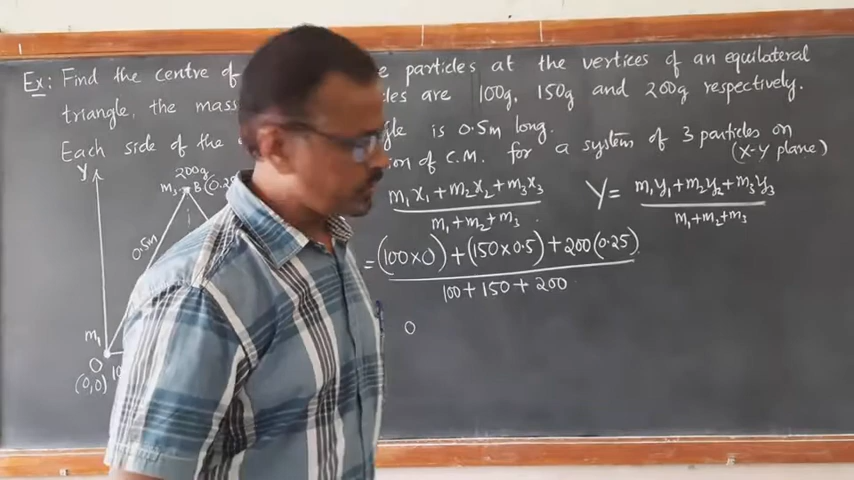 Ex: Find the centre of particles at the vertices of an equilateral
triangle, the mass are 100g, 150g and 200g respectively.
Each side of the is 0.5m long.
of C.M. for a system of 3 particles on
(X-Y plane)
Y
200g
m₃ B (0.25
0.5m
m₁
O
(0,0)
m₁x₁ + m₂x₂ + m₃x₃
m₁ + m₂ + m₃
Y = m₁y₁ + m₂y₂ + m₃y₃
m₁ + m₂ + m₃
= (100×0) + (150×0.5) + 200(0.25)
100 + 150 + 200
0